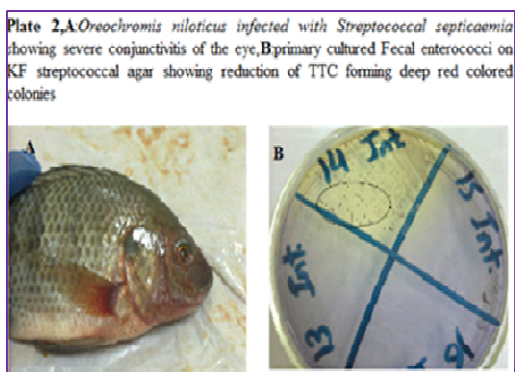 Plate 2,A:Oreochromis niloticus infected with Streptococcal septicaemia
showing severe conjunctivitis of the eye,B:primary cultured Fecal enterococci on
KF streptococcal agar showing reduction of TTC forming deep red colored
colonies
A
B
14 Int
15 Int.
13 Int